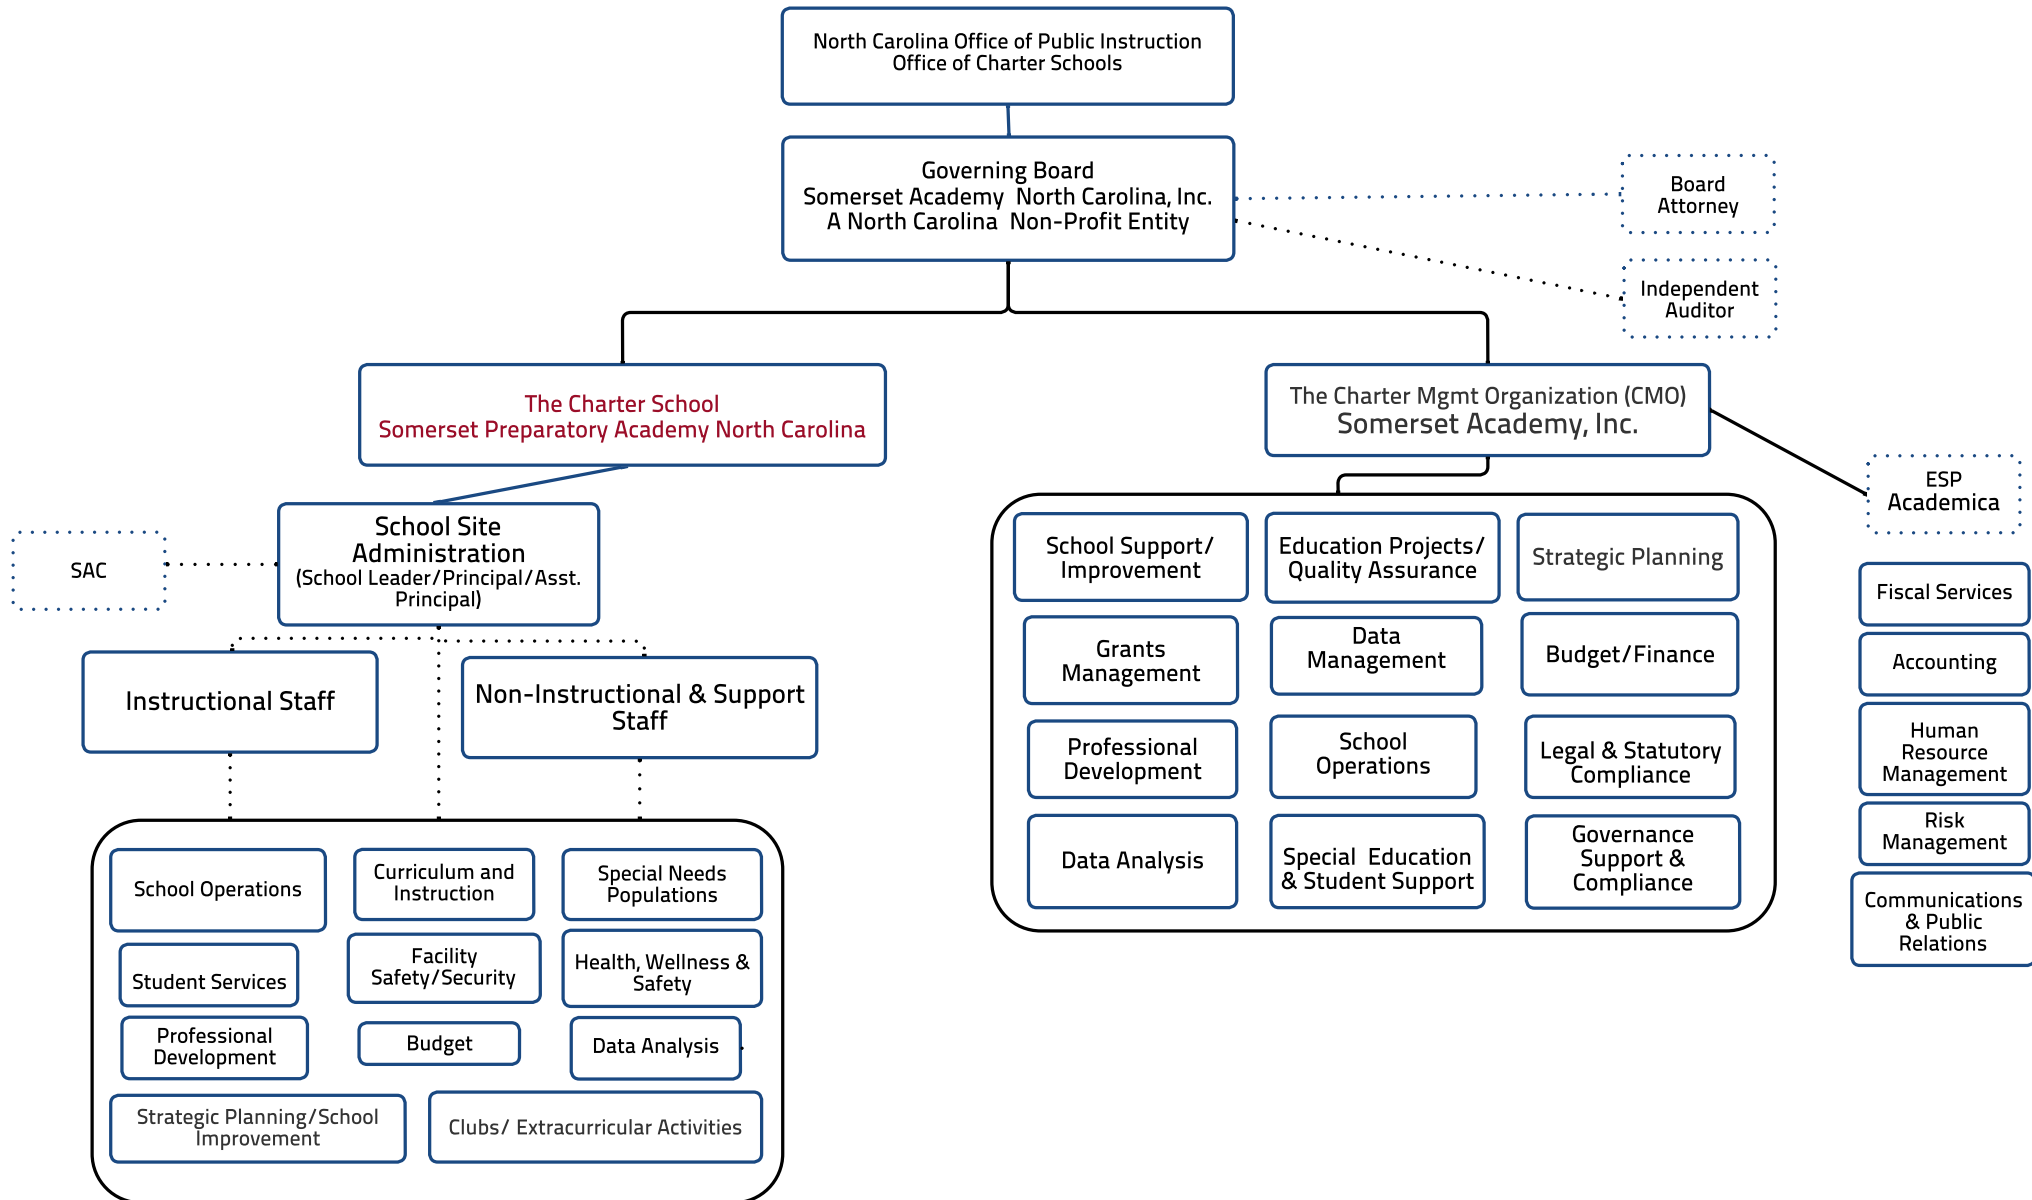 North Carolina Office of Public Instruction
Office of Charter Schools
Governing Board
Somerset Academy  North Carolina, Inc.
A North Carolina  Non-Profit Entity
Board
Attorney
Independent
Auditor
The Charter School
Somerset Preparatory Academy North Carolina
The Charter Mgmt Organization (CMO)
Somerset Academy, Inc.
ESP
Academica
School Site
Administration
(School Leader/Principal/Asst.
Principal)
SAC
Instructional Staff
Non-Instructional & Support
Staff
School Operations
Curriculum and
Instruction
Special Needs
Populations
Student Services
Facility
Safety/Security
Health, Wellness &
Safety
Professional
Development
Budget
Data Analysis
Strategic Planning/School
Improvement
Clubs/ Extracurricular Activities
School Support/
Improvement
Education Projects/
Quality Assurance
Strategic Planning
Grants
Management
Data
Management
Budget/Finance
Professional
Development
School
Operations
Legal & Statutory
Compliance
Data Analysis
Special  Education
& Student Support
Governance
Support &
Compliance
Fiscal Services
Accounting
Human
Resource
Management
Risk
Management
Communications
& Public
Relations